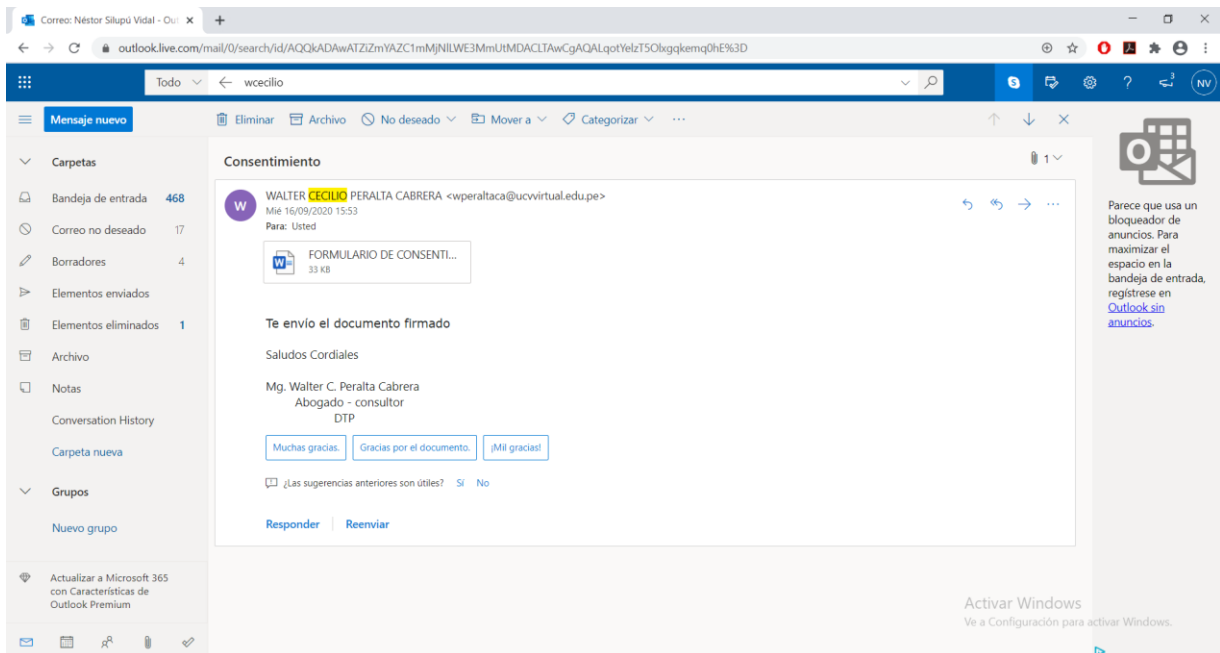 Correo: Néstor Silupú Vidal - Out
outlook.live.com/mail/0/search/id/AQQkADAwATZiZmYAZC1mMjNlLWE3MmUtMDACLTAwCgAQALqotYelzT5Olxgqkemq0hE%3D
Todo
wcecilio
3
NV
Mensaje nuevo
Eliminar Archivo No deseado Mover a Categorizar ...
Carpetas
Bandeja de entrada 468
Correo no deseado 17
Borradores 4
Elementos enviados
Elementos eliminados 1
Archivo
Notas
Conversation History
Carpeta nueva
Grupos
Nuevo grupo
Actualizar a Microsoft 365
con Características de
Outlook Premium
Consentimiento
1
W
WALTER CECILIO PERALTA CABRERA <wperaltaca@ucvvirtual.edu.pe>
Mié 16/09/2020 15:53
Para: Usted
FORMULARIO DE CONSENTI...
33 KB
Te envío el documento firmado
Saludos Cordiales
Mg. Walter C. Peralta Cabrera
Abogado - consultor
DTP
Muchas gracias. Gracias por el documento. ¡Mil gracias!
¿Las sugerencias anteriores son útiles? Sí No
Responder Reenviar
Parece que usa un
bloqueador de
anuncios. Para
maximizar el
espacio en la
bandeja de entrada,
regístrese en
Outlook sin
anuncios.
Activar Windows
Ve a Configuración para activar Windows.